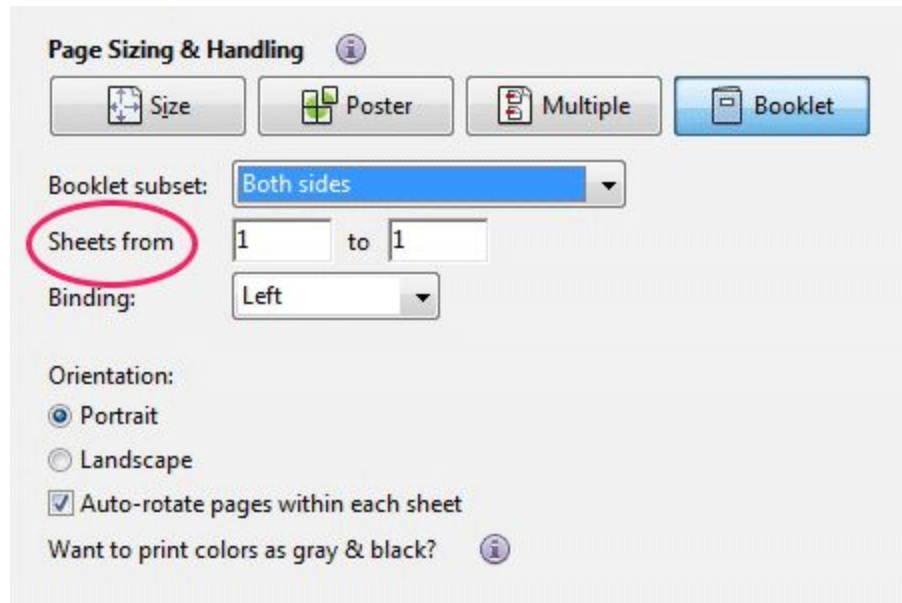 Page Sizing & Handling
Size Poster Multiple Booklet
Booklet subset: Both sides
Sheets from 1 to 1
Binding: Left
Orientation:
Portrait
Landscape
Auto-rotate pages within each sheet
Want to print colors as gray & black?